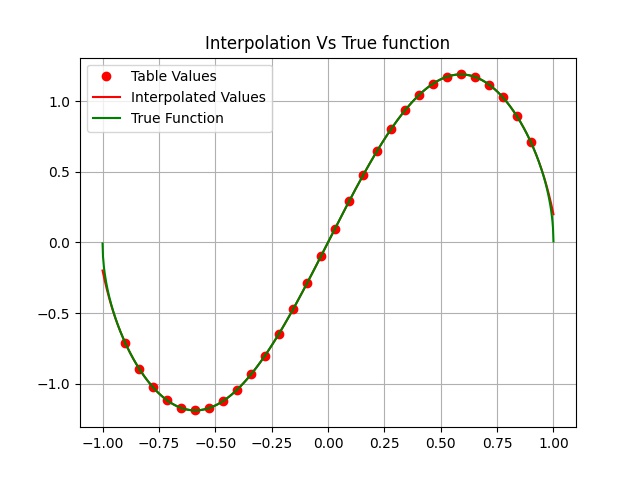 Interpolation Vs True function
Table Values
Interpolated Values
True Function
1.0
0.5
0.0
−0.5
−1.0
−1.00 −0.75 −0.50 −0.25 0.00 0.25 0.50 0.75 1.00